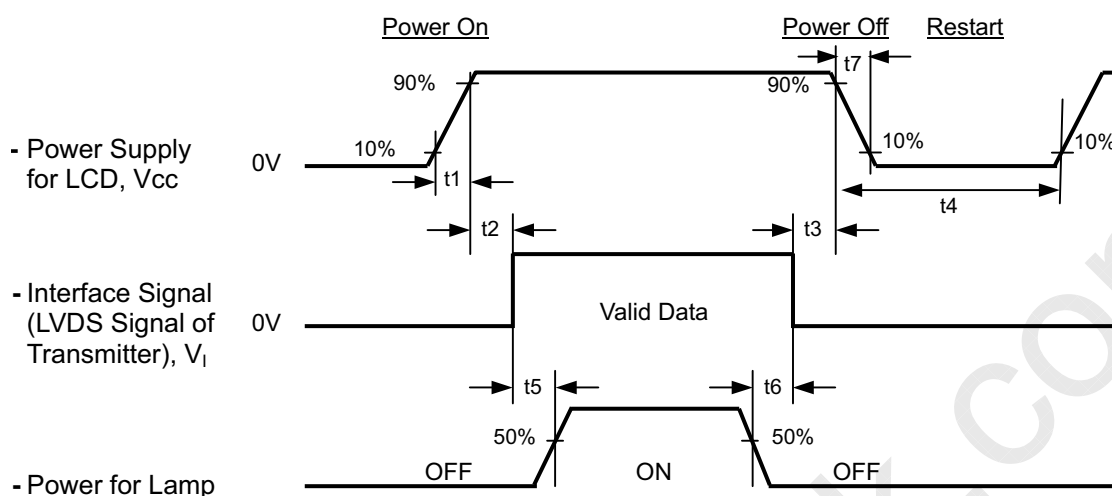 Power On
Power Off
Restart
t7
90%
90%
- Power Supply
for LCD, Vcc
0V
10%
10%
10%
t1
t4
t2
t3
- Interface Signal
(LVDS Signal of
Transmitter), VI
0V
Valid Data
t5
t6
50%
50%
- Power for Lamp
OFF
ON
OFF